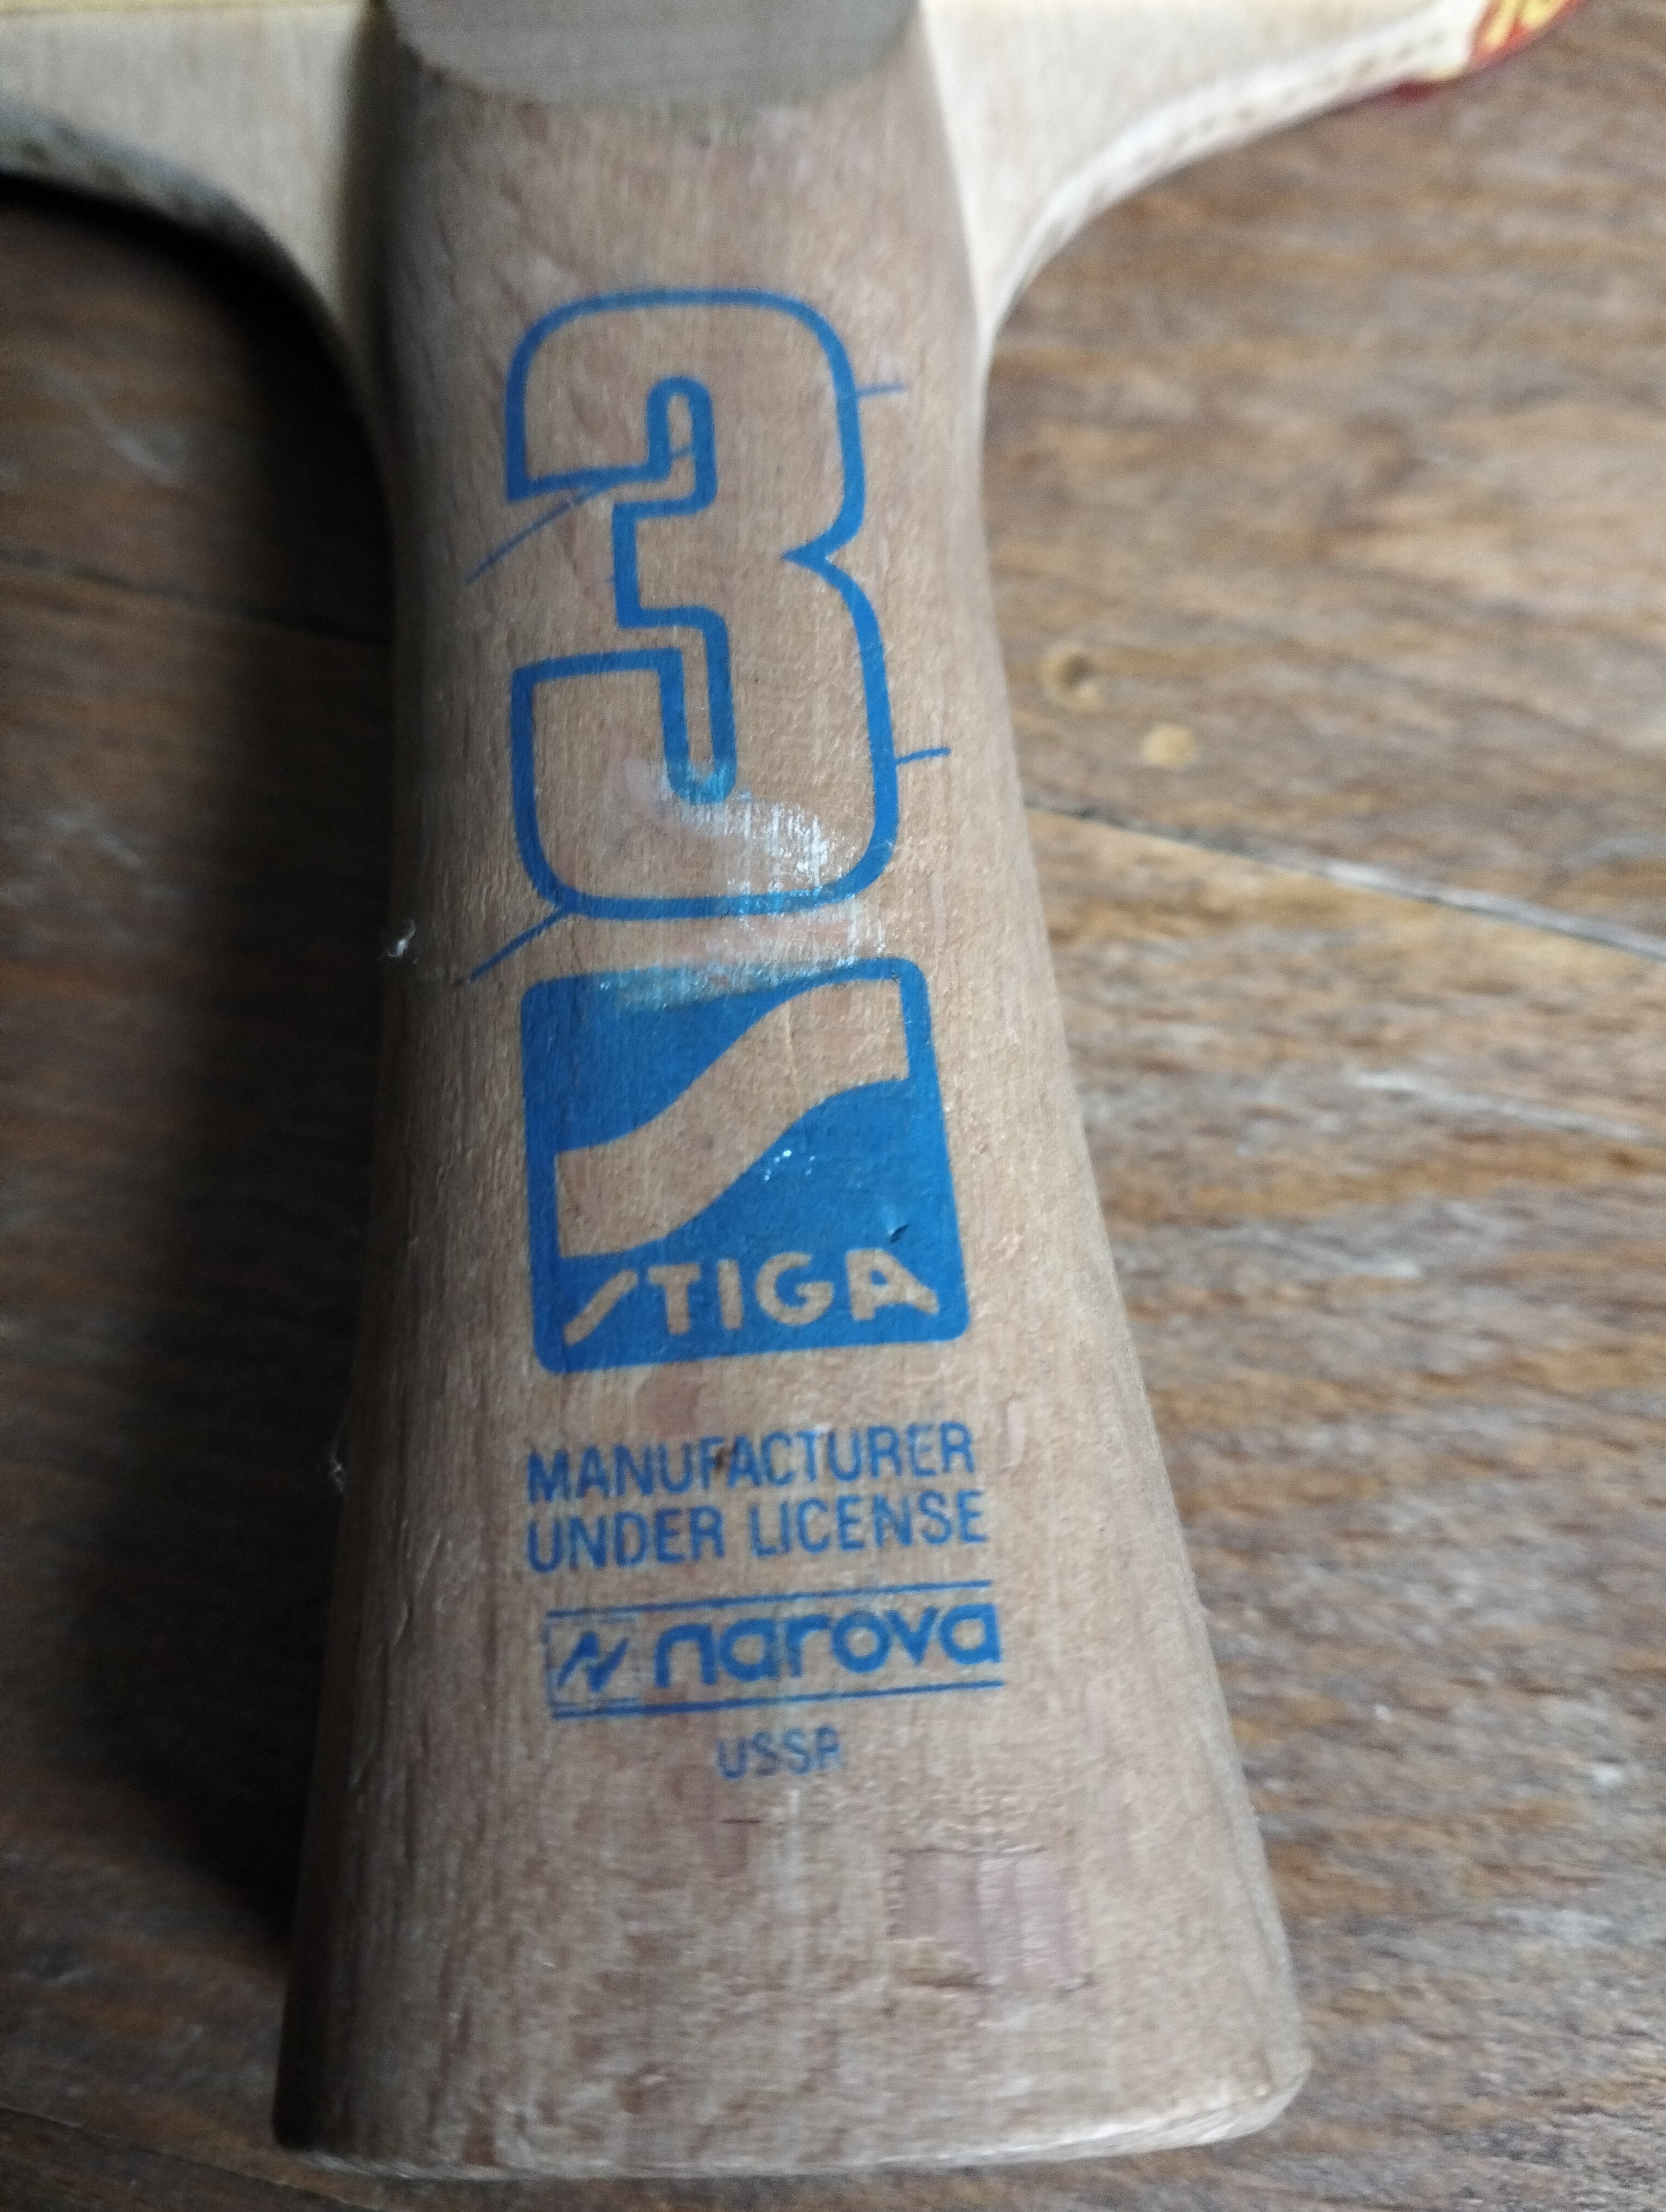 3
STIGA
MANUFACTURER
UNDER LICENSE
narova
USSR